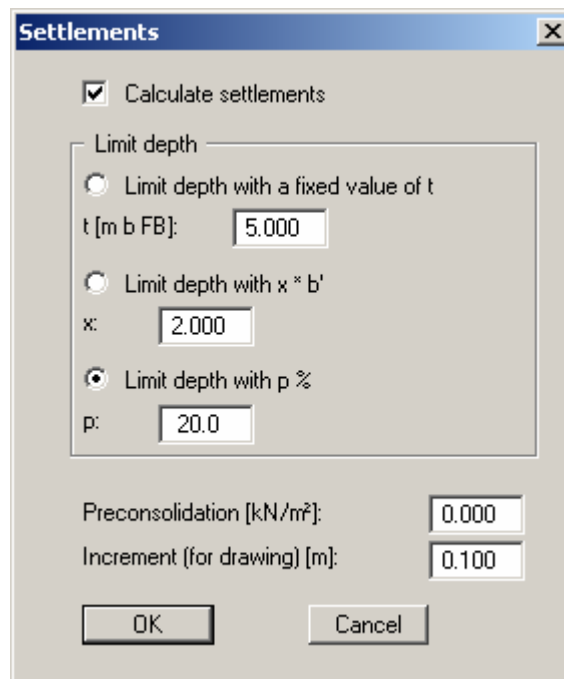 Settlements
Calculate settlements
Limit depth
Limit depth with a fixed value of t
t [m b FB]: 5.000
Limit depth with x * b'
x: 2.000
Limit depth with p %
p: 20.0
Preconsolidation [kN/m²]: 0.000
Increment (for drawing) [m]: 0.100
OK Cancel